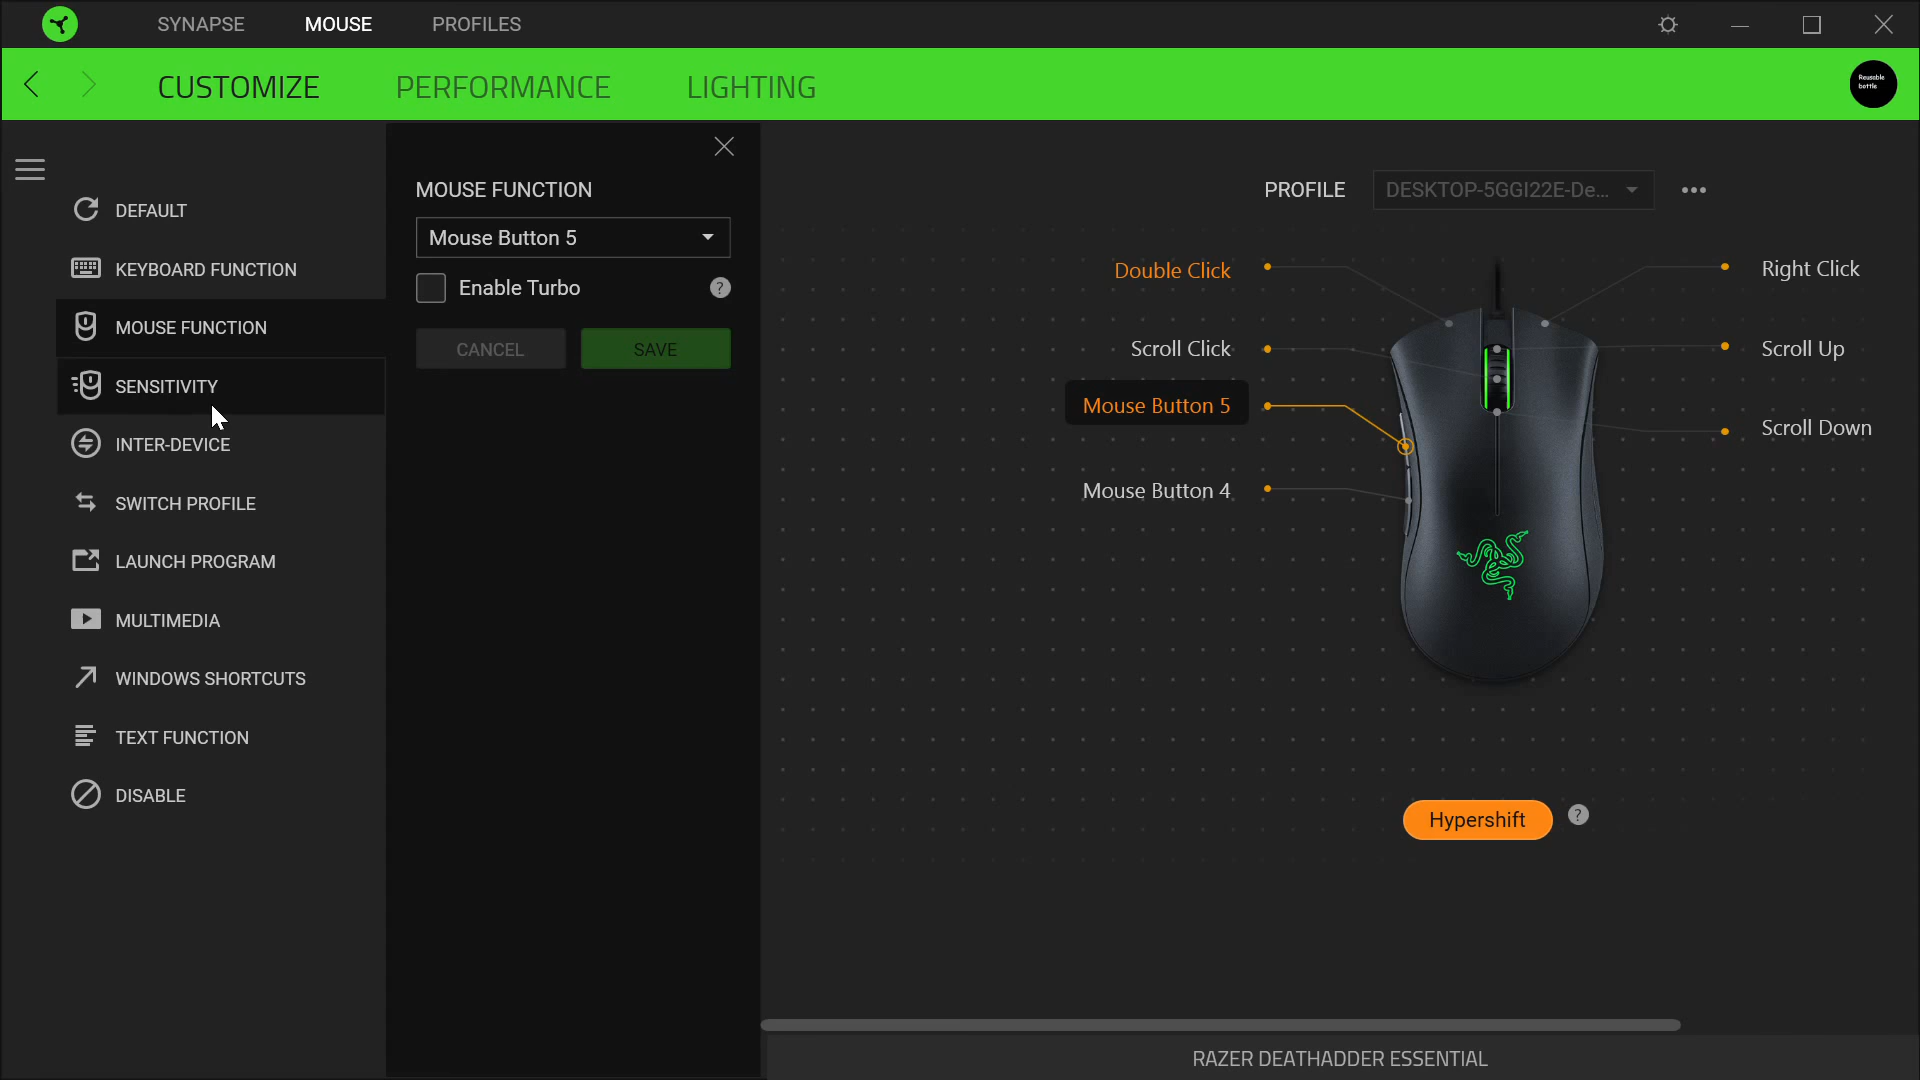 SYNAPSE
MOUSE
PROFILES
CUSTOMIZE
PERFORMANCE
LIGHTING
Reusable
bottle
DEFAULT
KEYBOARD FUNCTION
MOUSE FUNCTION
SENSITIVITY
INTER-DEVICE
SWITCH PROFILE
LAUNCH PROGRAM
MULTIMEDIA
WINDOWS SHORTCUTS
TEXT FUNCTION
DISABLE
MOUSE FUNCTION
Mouse Button 5
Enable Turbo
?
CANCEL
SAVE
PROFILE
DESKTOP-5GGI22E-De...
Double Click
Scroll Click
Mouse Button 5
Mouse Button 4
Right Click
Scroll Up
Scroll Down
Hypershift
?
RAZER DEATHADDER ESSENTIAL